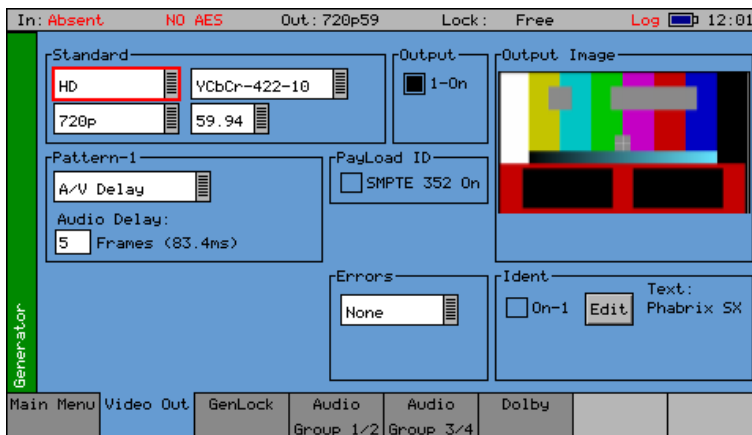 In: Absent NO AES Out: 720p59 Lock: Free Log 12:01
Standard
HD YCbCr-422-10
720p 59.94
Output
1-On
Output Image
Pattern-1
A/V Delay
Audio Delay:
5 Frames (83.4ms)
PayLoad ID
SMPTE 352 On
Errors
None
Ident
On-1 Edit
Text:
Phabrix SX
Generator
Main Menu
Video Out
GenLock
Audio
Group 1/2
Audio
Group 3/4
Dolby